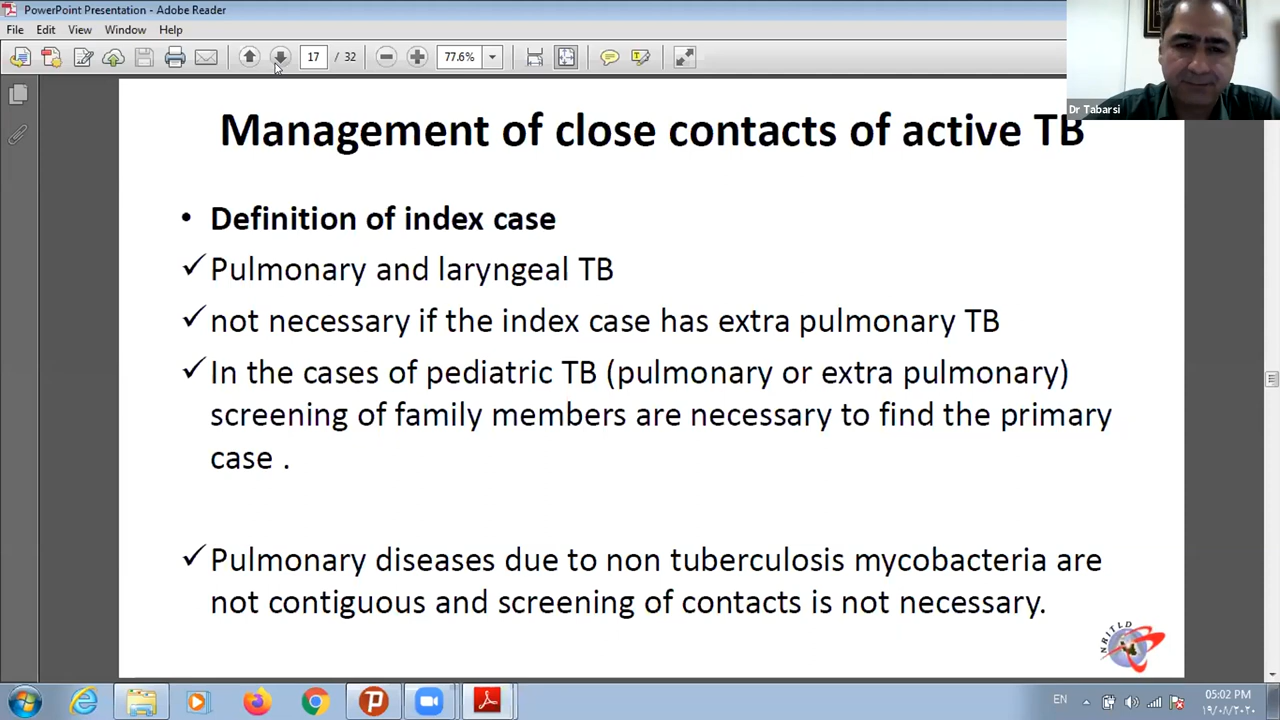 PowerPoint Presentation - Adobe Reader
File Edit View Window Help
17 / 32 77.6%
Dr Tabarsi
Management of close contacts of active TB
• Definition of index case
✓ Pulmonary and laryngeal TB
✓ not necessary if the index case has extra pulmonary TB
✓ In the cases of pediatric TB (pulmonary or extra pulmonary)
screening of family members are necessary to find the primary
case .
✓ Pulmonary diseases due to non tuberculosis mycobacteria are
not contiguous and screening of contacts is not necessary.
NRITLD
EN
05:02 PM
۱۹/۰۸/۲۰۲۰